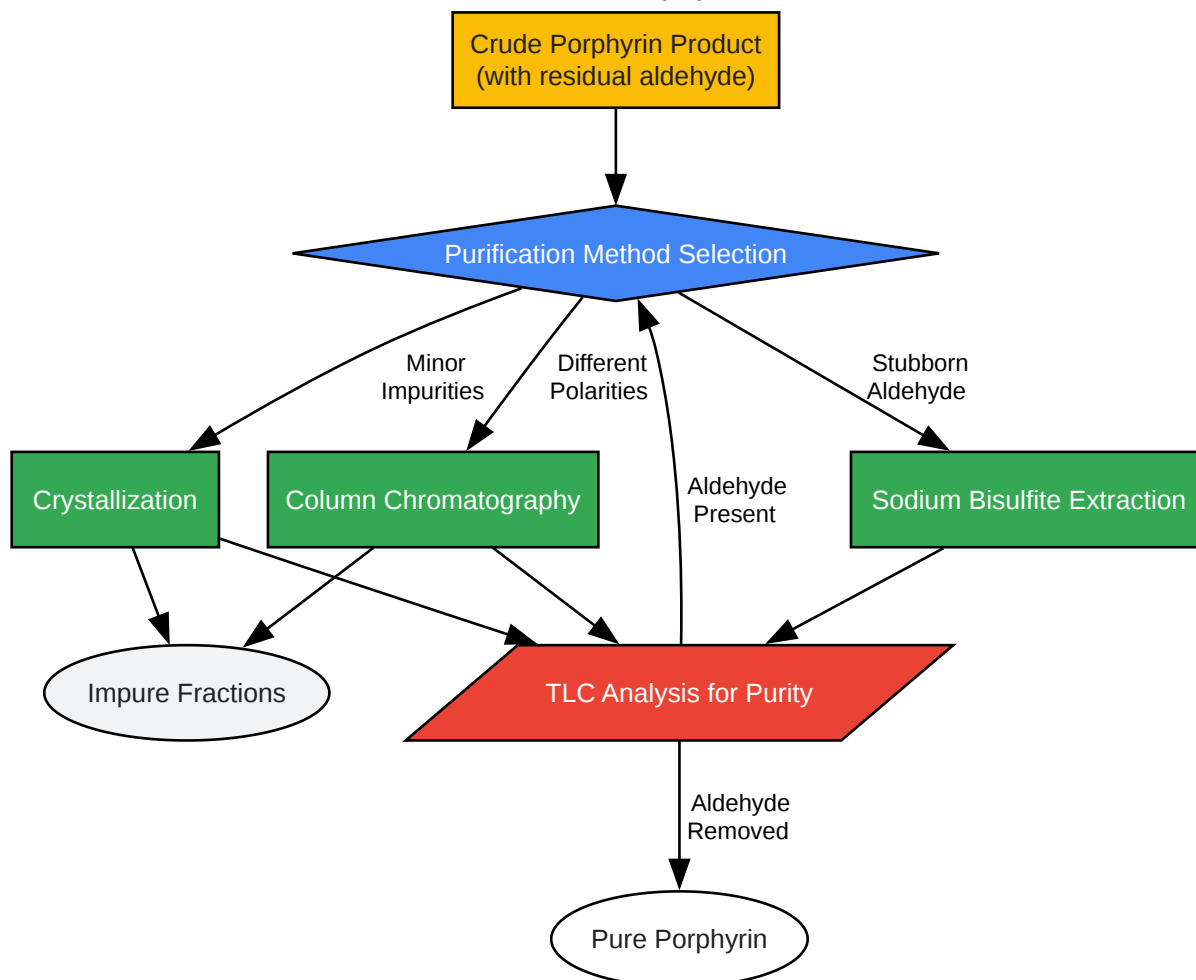 Crude Porphyrin Product
(with residual aldehyde)
Purification Method Selection
Minor
Impurities
Different
Polarities
Stubborn
Aldehyde
Crystallization
Column Chromatography
Aldehyde
Present
Sodium Bisulfite Extraction
Impure Fractions
TLC Analysis for Purity
Aldehyde
Removed
Pure Porphyrin